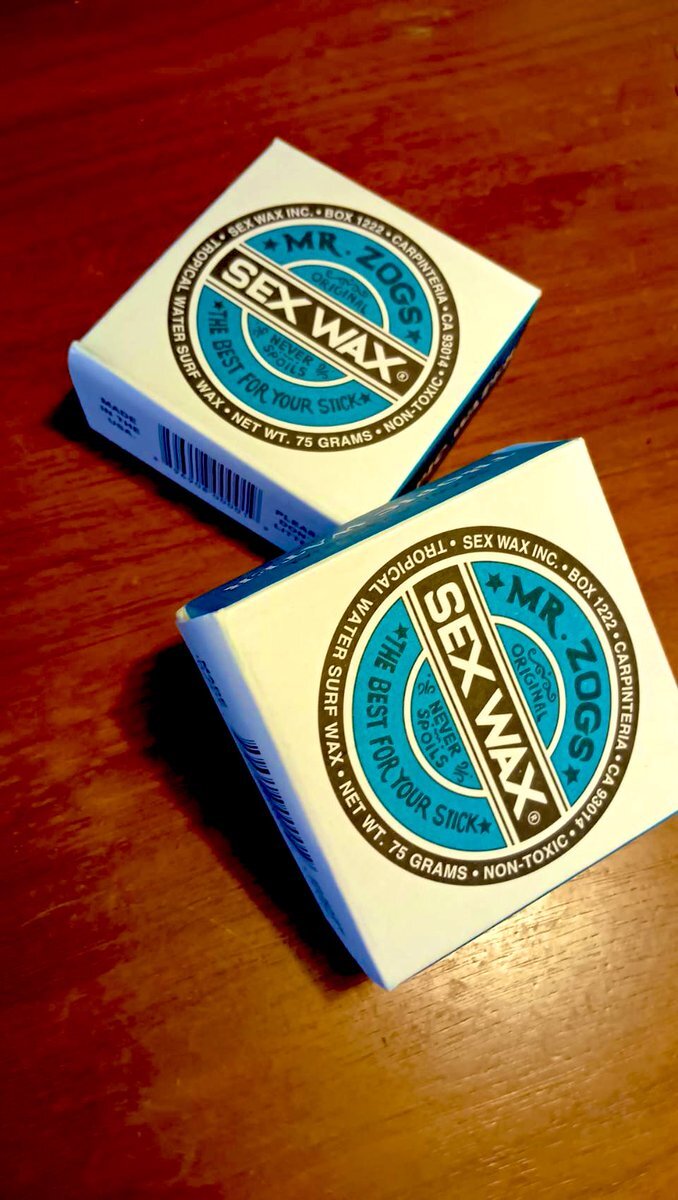 TROPICAL WATER SURF WAX • SEX WAX INC. • BOX 1222 • CARPINTERIA • CA 93014 • NON-TOXIC • NET WT. 75 GRAMS •
★ MR. ZOGS ★
ORIGINAL
SEX WAX®
NEVER
SPOILS
★ THE BEST FOR YOUR STICK ★
MADE
IN THE
USA
TROPICAL WATER SURF WAX • SEX WAX INC. • BOX 1222 • CARPINTERIA • CA 93014 • NON-TOXIC • NET WT. 75 GRAMS •
★ MR. ZOGS ★
ORIGINAL
SEX WAX®
NEVER
SPOILS
★ THE BEST FOR YOUR STICK ★